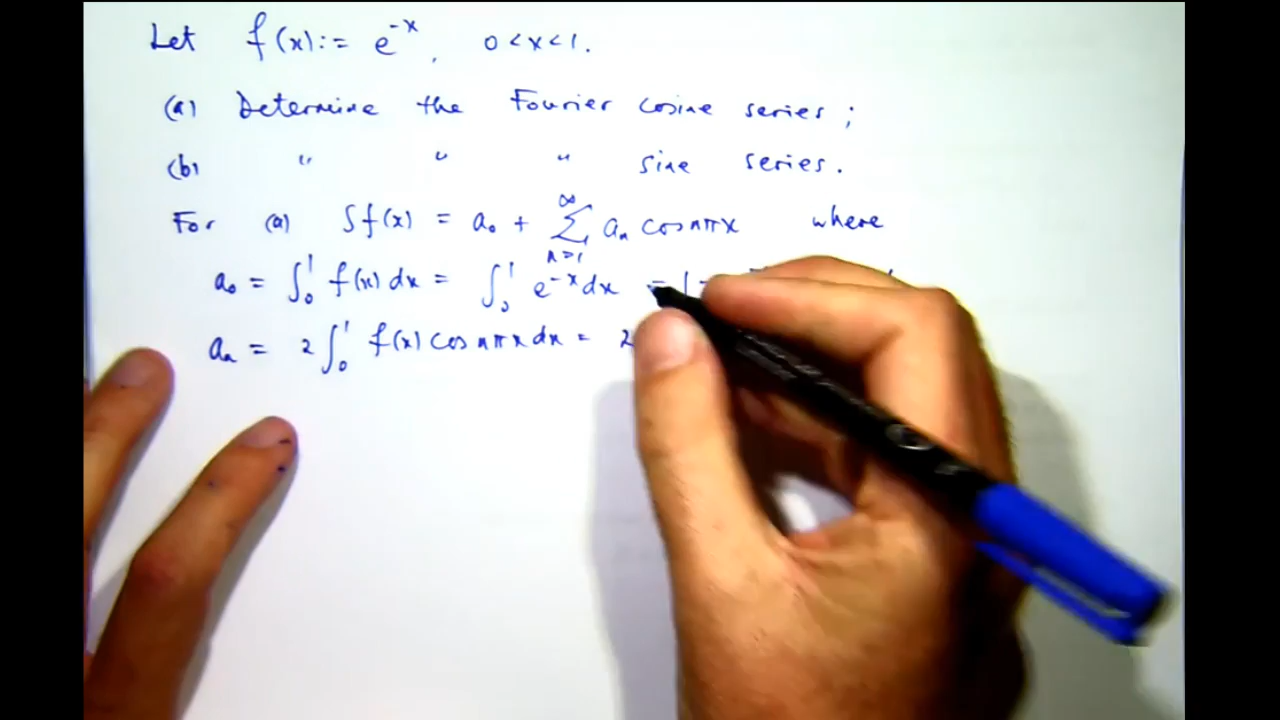 Let f(x) := e^{-x}, 0 < x < 1.
(a) Determine the Fourier cosine series ;
(b) " " " sine series .
For (a) Sf(x) = a₀ + ∑_{n=1}^{∞} aₙ cos nπx where
a₀ = ∫₀¹ f(x) dx = ∫₀¹ e^{-x} dx = 1 -
aₙ = 2 ∫₀¹ f(x) cos nπx dx = 2